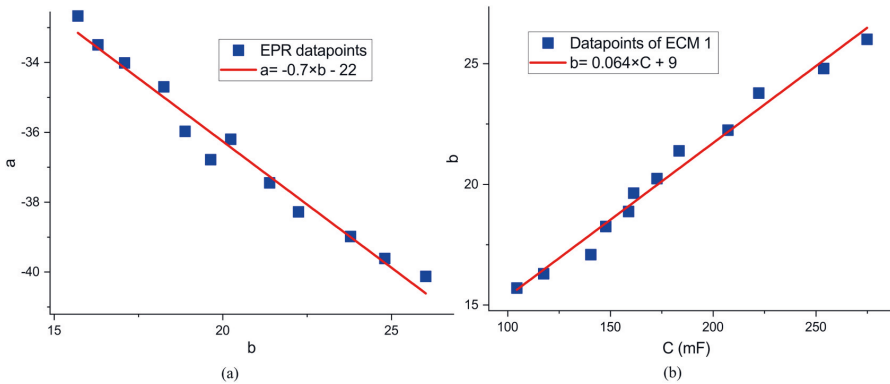 -34
-36
-38
-40
a
EPR datapoints
a= -0.7×b - 22
15
20
25
b
(a)
25
20
15
b
Datapoints of ECM 1
b= 0.064×C + 9
100
150
200
250
C (mF)
(b)